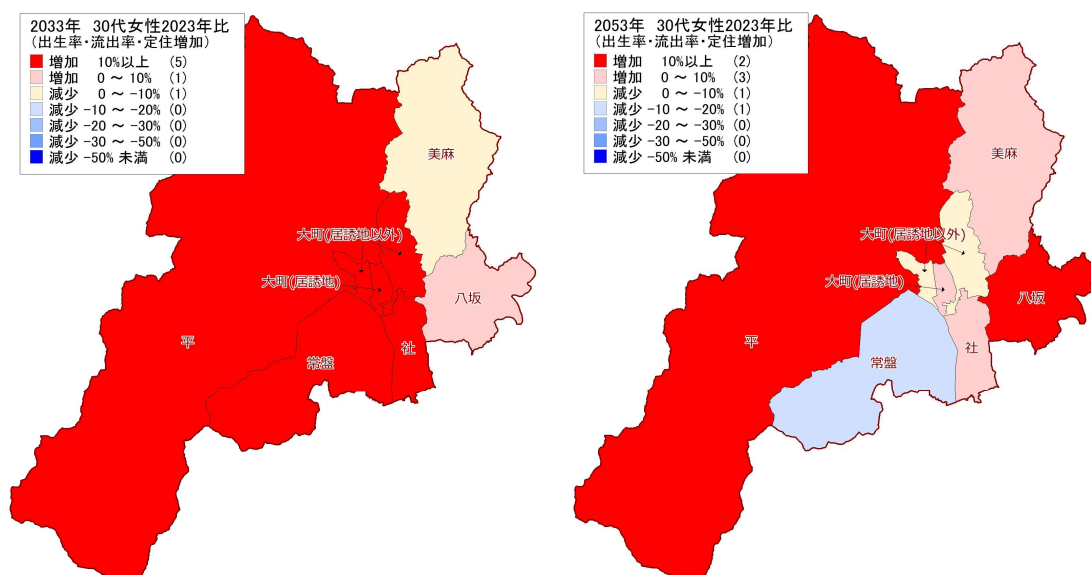 2033年 30代女性2023年比
(出生率・流出率・定住増加)
増加 10%以上 (5)
増加 0 ~ 10% (1)
減少 0 ~ -10% (1)
減少 -10 ~ -20% (0)
減少 -20 ~ -30% (0)
減少 -30 ~ -50% (0)
減少 -50% 未満 (0)
美麻
大町(居誘地以外)
大町(居誘地)
八坂
平
社
常盤
2053年 30代女性2023年比
(出生率・流出率・定住増加)
増加 10%以上 (2)
増加 0 ~ 10% (3)
減少 0 ~ -10% (1)
減少 -10 ~ -20% (1)
減少 -20 ~ -30% (0)
減少 -30 ~ -50% (0)
減少 -50% 未満 (0)
美麻
大町(居誘地以外)
大町(居誘地)
八坂
平
社
常盤